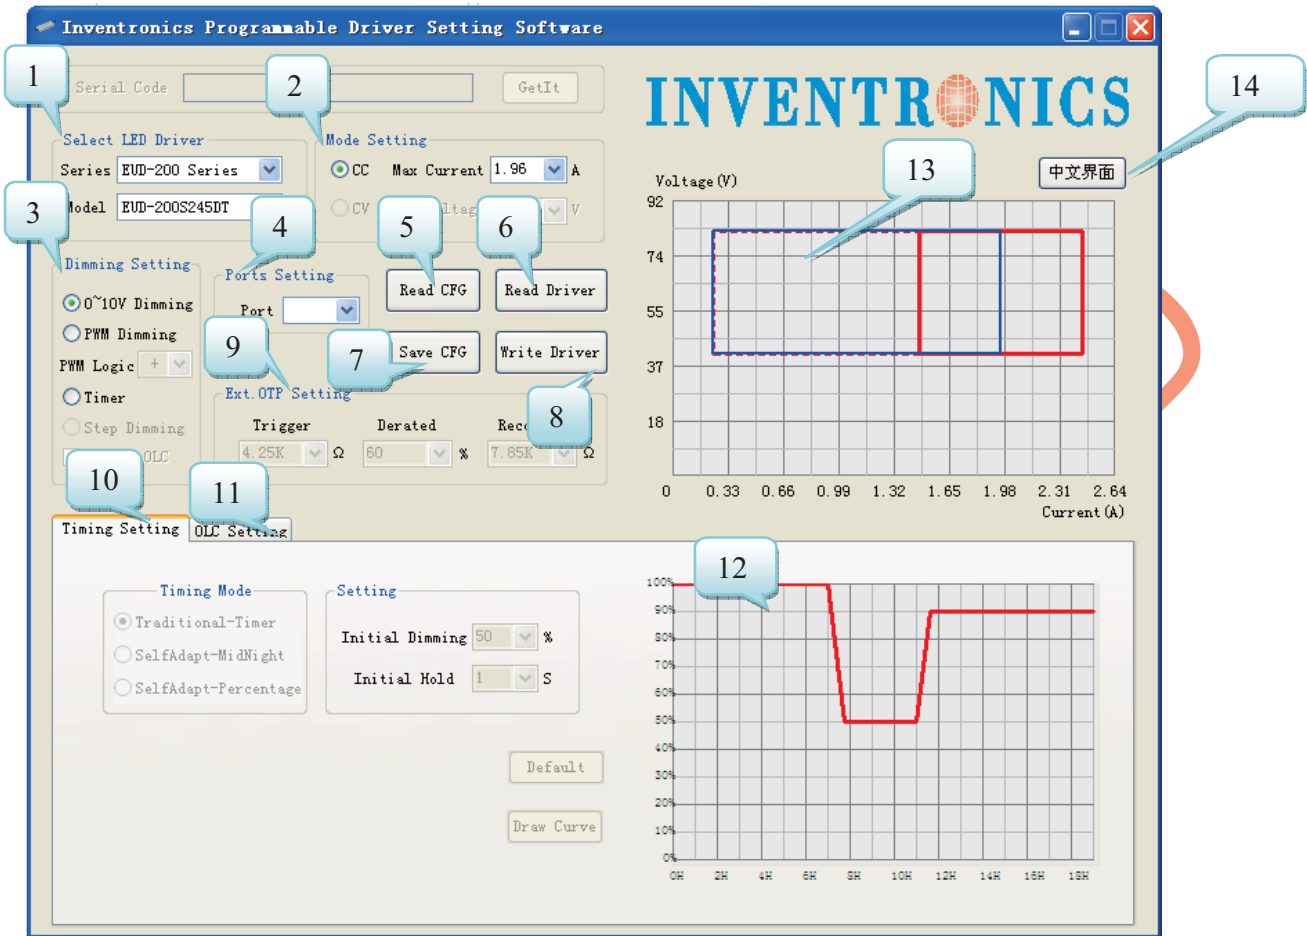 Inventronics Programmable Driver Setting Software
1
2
14
Serial Code
GetIt
INVENTRONICS
Select LED Driver
Mode Setting
Series EUD-200 Series
CC Max Current 1.96 A
13
中文界面
Voltage(V)
3
Model EUD-200S245DT
CV
V
4
5
6
92
74
55
37
18
0 0.33 0.66 0.99 1.32 1.65 1.98 2.31 2.64
Current(A)
Dimming Setting
0~10V Dimming
PWM Dimming
PWM Logic +
Timer
Step Dimming
OLC
Ports Setting
Port
Read CFG
Read Driver
9
7
Save CFG
Write Driver
8
Ext.OTP Setting
Trigger Derated
4.25K Ω 60 % 7.85K Ω
10
11
Timing Setting
OLC Setting
Timing Mode
Traditional-Timer
SelfAdapt-MidNight
SelfAdapt-Percentage
Setting
Initial Dimming 50 %
Initial Hold 1 S
Default
Draw Curve
12
100%
90%
80%
70%
60%
50%
40%
30%
20%
10%
0%
0H 2H 4H 6H 8H 10H 12H 14H 16H 18H